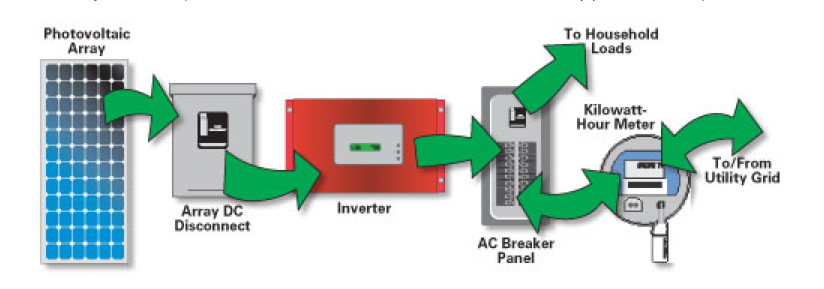 Photovoltaic
Array
To Household
Loads
Kilowatt-
Hour Meter
To/From
Utility Grid
Array DC
Disconnect
Inverter
AC Breaker
Panel